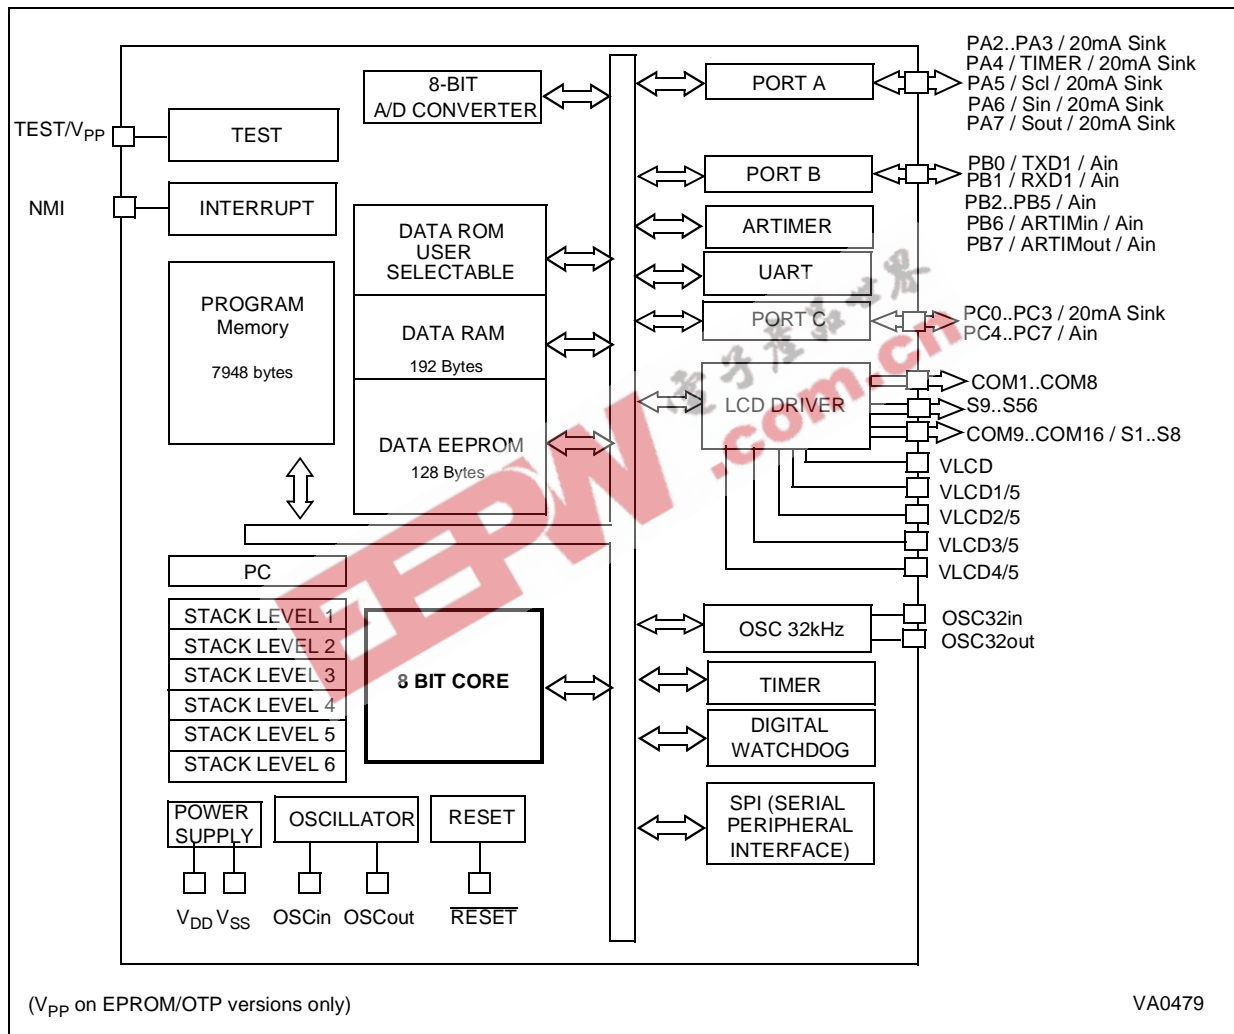 8-BIT
A/D CONVERTER
TEST/VPP
TEST
NMI
INTERRUPT
PROGRAM
Memory
7948 bytes
DATA ROM
USER
SELECTABLE
DATA RAM
192 Bytes
DATA EEPROM
128 Bytes
PC
STACK LEVEL 1
STACK LEVEL 2
STACK LEVEL 3
STACK LEVEL 4
STACK LEVEL 5
STACK LEVEL 6
8 BIT CORE
POWER
SUPPLY
OSCILLATOR
RESET
VDD VSS
OSCin OSCout
RESET
PORT A
PA2..PA3 / 20mA Sink
PA4 / TIMER / 20mA Sink
PA5 / Scl / 20mA Sink
PA6 / Sin / 20mA Sink
PA7 / Sout / 20mA Sink
PORT B
PB0 / TXD1 / Ain
PB1 / RXD1 / Ain
PB2..PB5 / Ain
PB6 / ARTIMin / Ain
PB7 / ARTIMout / Ain
ARTIMER
UART
PORT C
PC0..PC3 / 20mA Sink
PC4..PC7 / Ain
LCD DRIVER
COM1..COM8
S9..S56
COM9..COM16 / S1..S8
VLCD
VLCD1/5
VLCD2/5
VLCD3/5
VLCD4/5
OSC 32kHz
OSC32in
OSC32out
TIMER
DIGITAL
WATCHDOG
SPI (SERIAL
PERIPHERAL
INTERFACE)
(VPP on EPROM/OTP versions only)
VA0479
EEPW.com.cn
電子產品世界